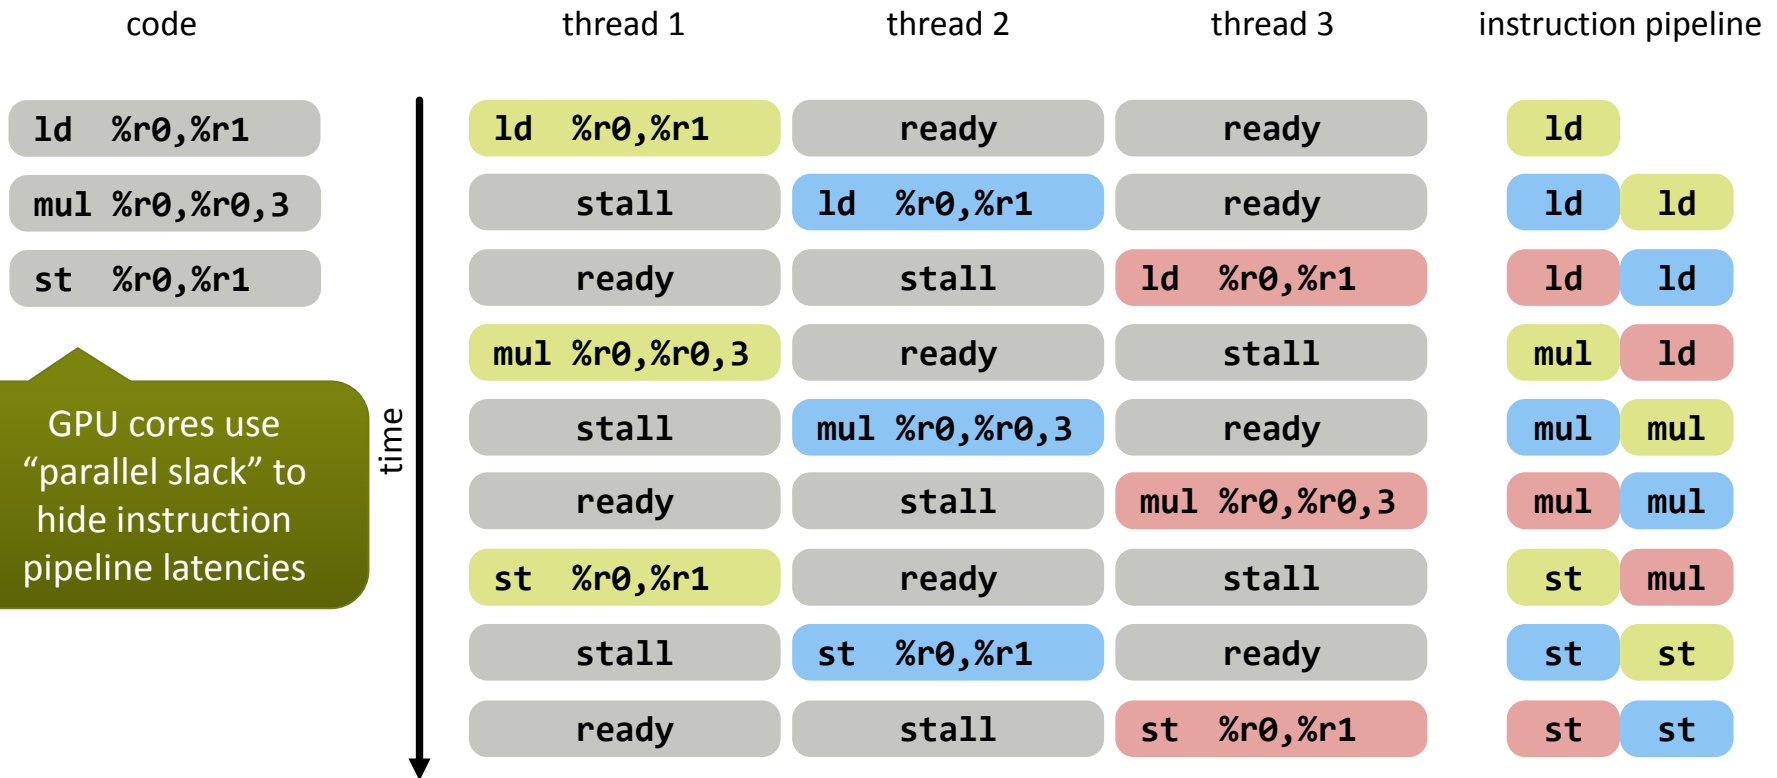 code thread 1 thread 2 thread 3 instruction pipeline
ld %r0,%r1 ld %r0,%r1 ready ready ld
mul %r0,%r0,3 stall ld %r0,%r1 ready ld ld
st %r0,%r1 ready stall ld %r0,%r1 ld ld
mul %r0,%r0,3 ready stall mul ld
GPU cores use
“parallel slack” to
hide instruction
pipeline latencies
time
stall mul %r0,%r0,3 ready mul mul
ready stall mul %r0,%r0,3 mul mul
st %r0,%r1 ready stall st mul
stall st %r0,%r1 ready st st
ready stall st %r0,%r1 st st